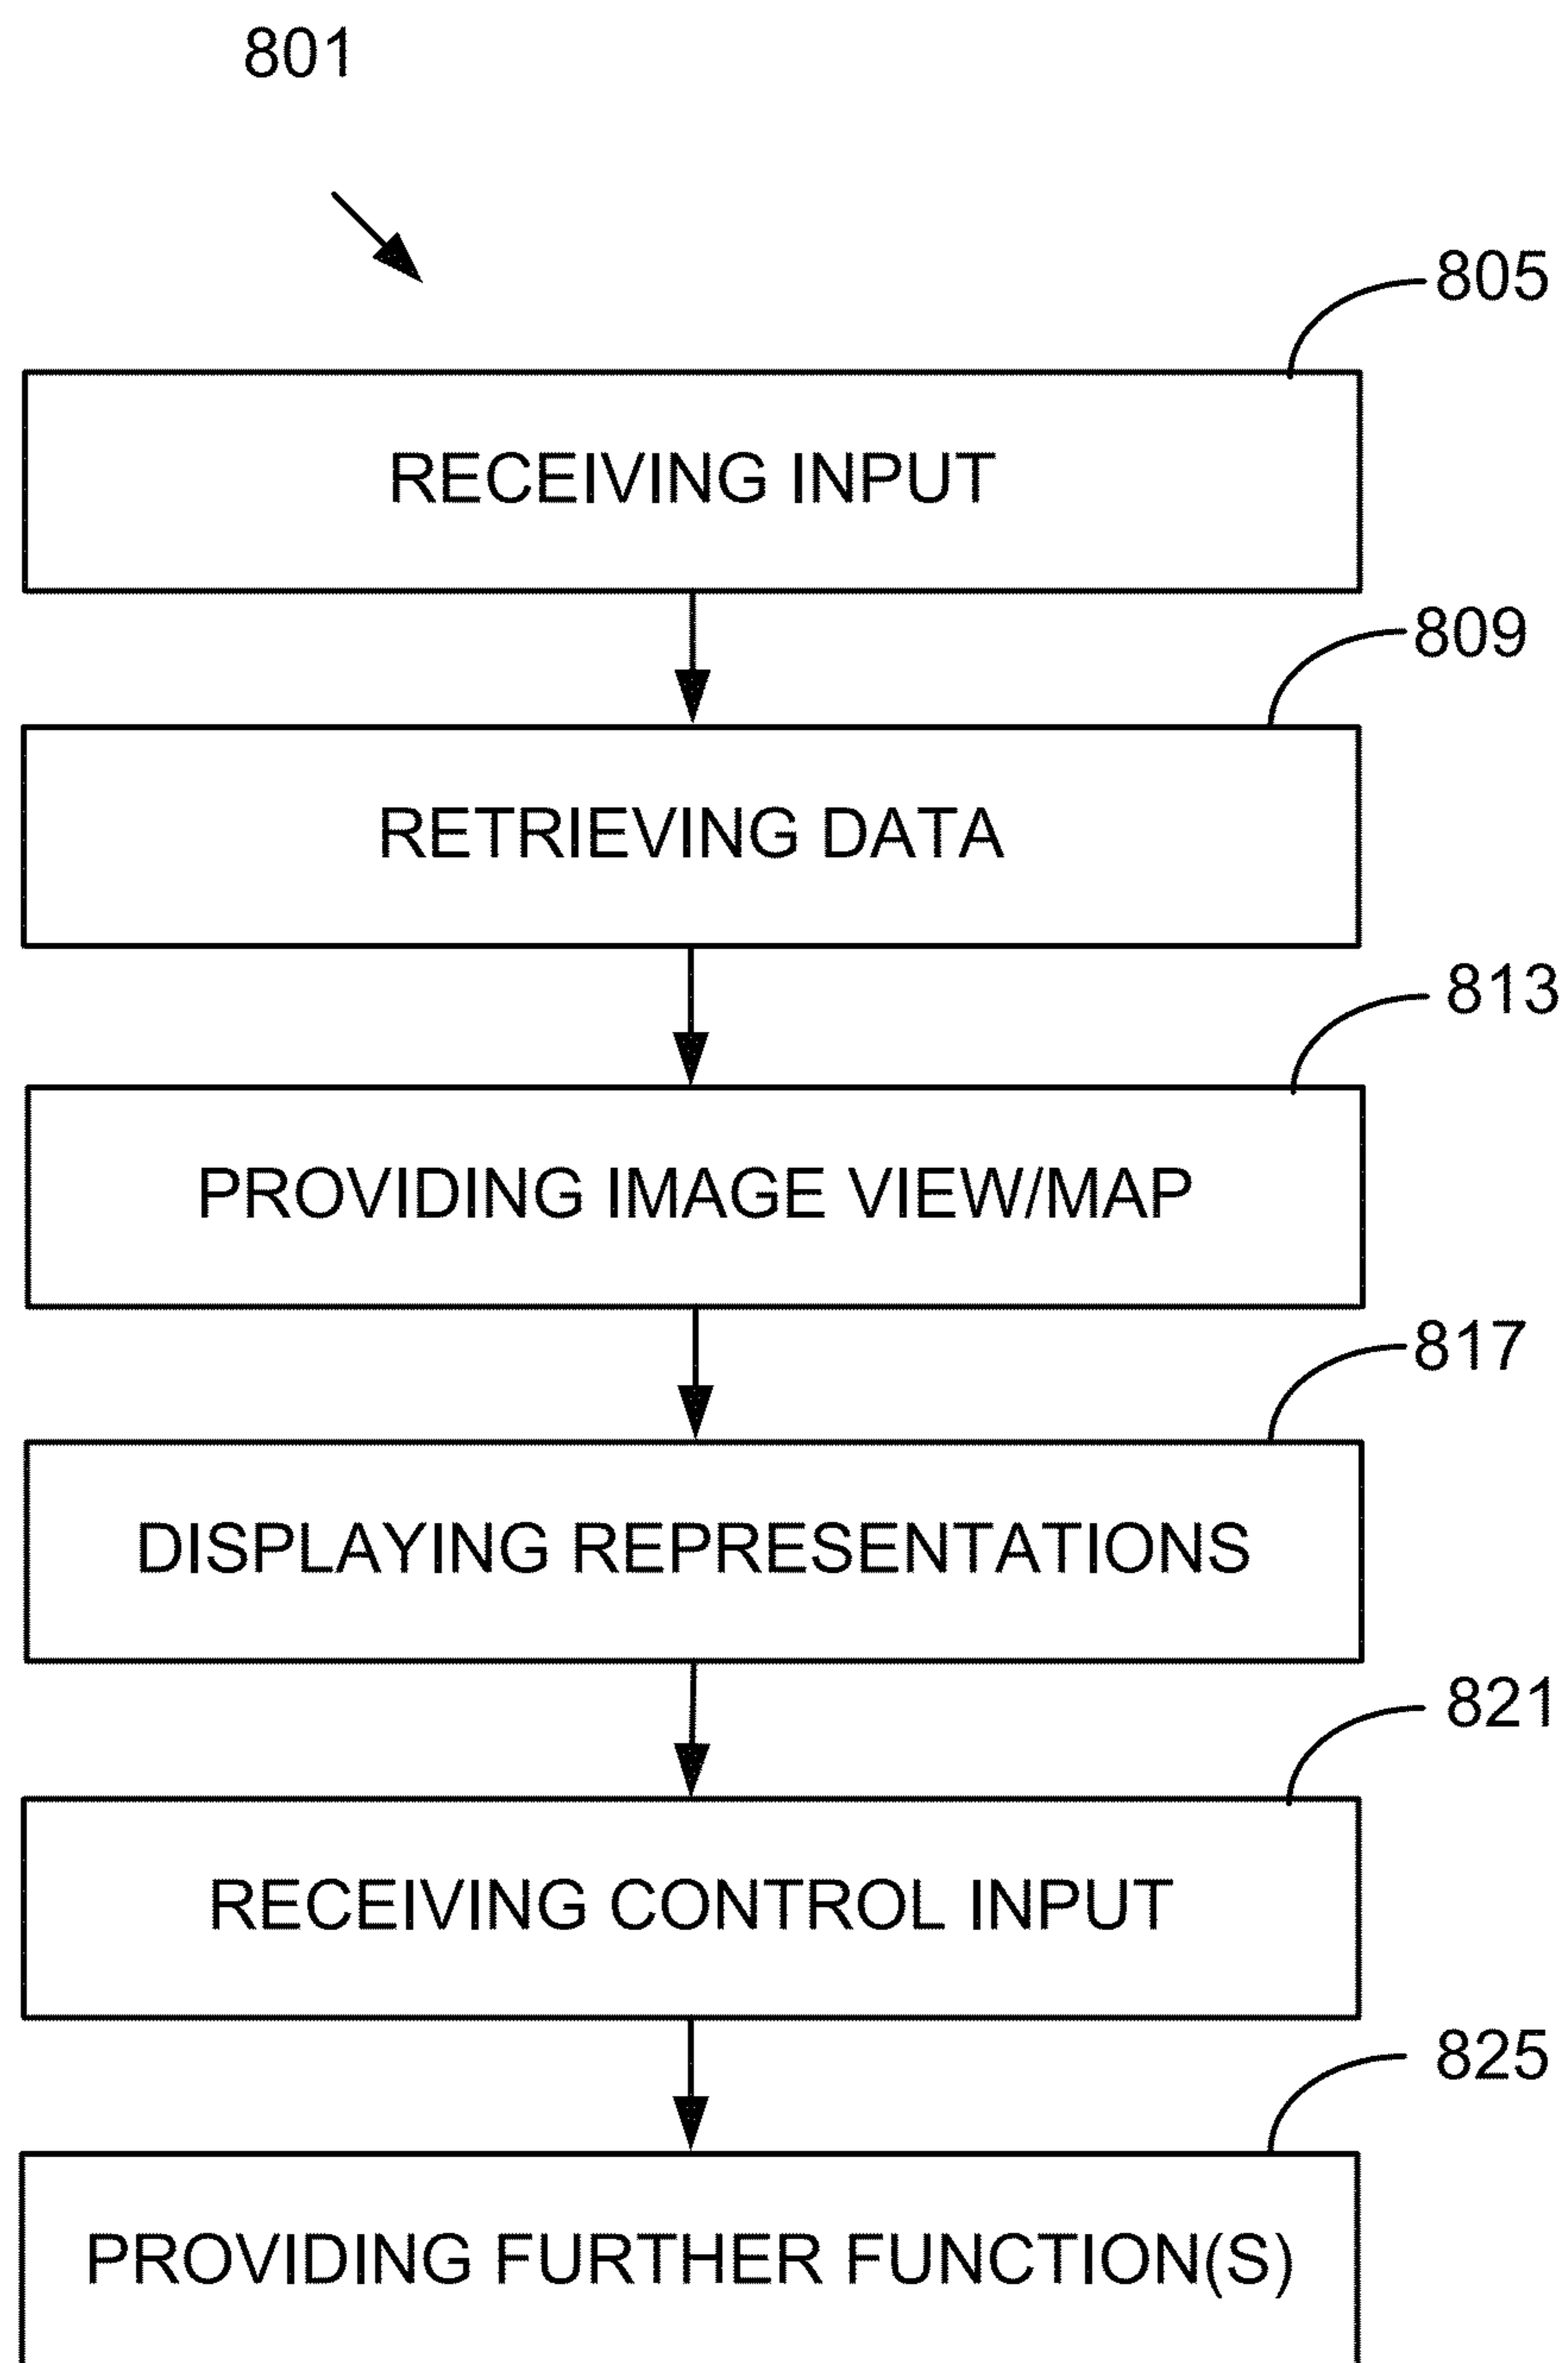 801
805
RECEIVING INPUT
809
RETRIEVING DATA
813
PROVIDING IMAGE VIEW/MAP
817
DISPLAYING REPRESENTATIONS
821
RECEIVING CONTROL INPUT
825
PROVIDING FURTHER FUNCTION(S)